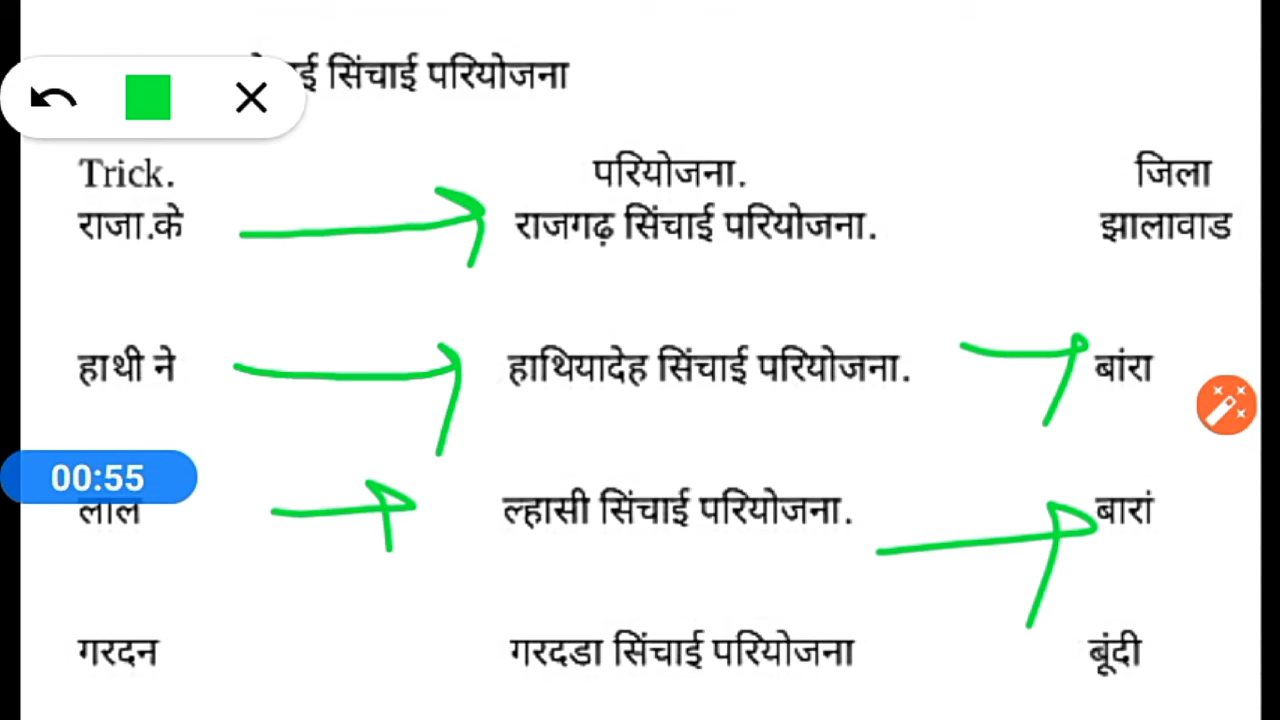 सिंचाई परियोजना
Trick. परियोजना. जिला
राजा.के राजगढ़ सिंचाई परियोजना. झालावाड
हाथी ने हाथियादेह सिंचाई परियोजना. बांरा
00:55
लाल ल्हासी सिंचाई परियोजना. बारां
गरदन गरदडा सिंचाई परियोजना बूंदी